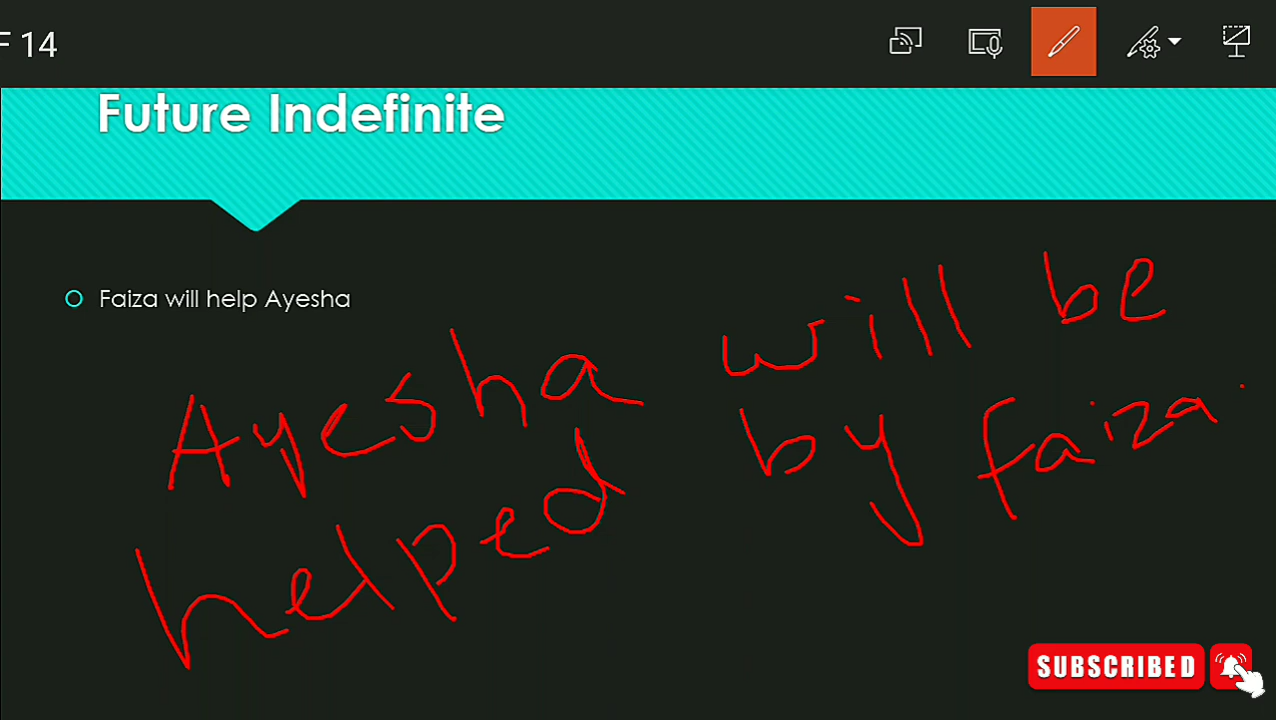 F 14
Future Indefinite
Faiza will help Ayesha
Ayesha will be
helped by faiza.
SUBSCRIBED